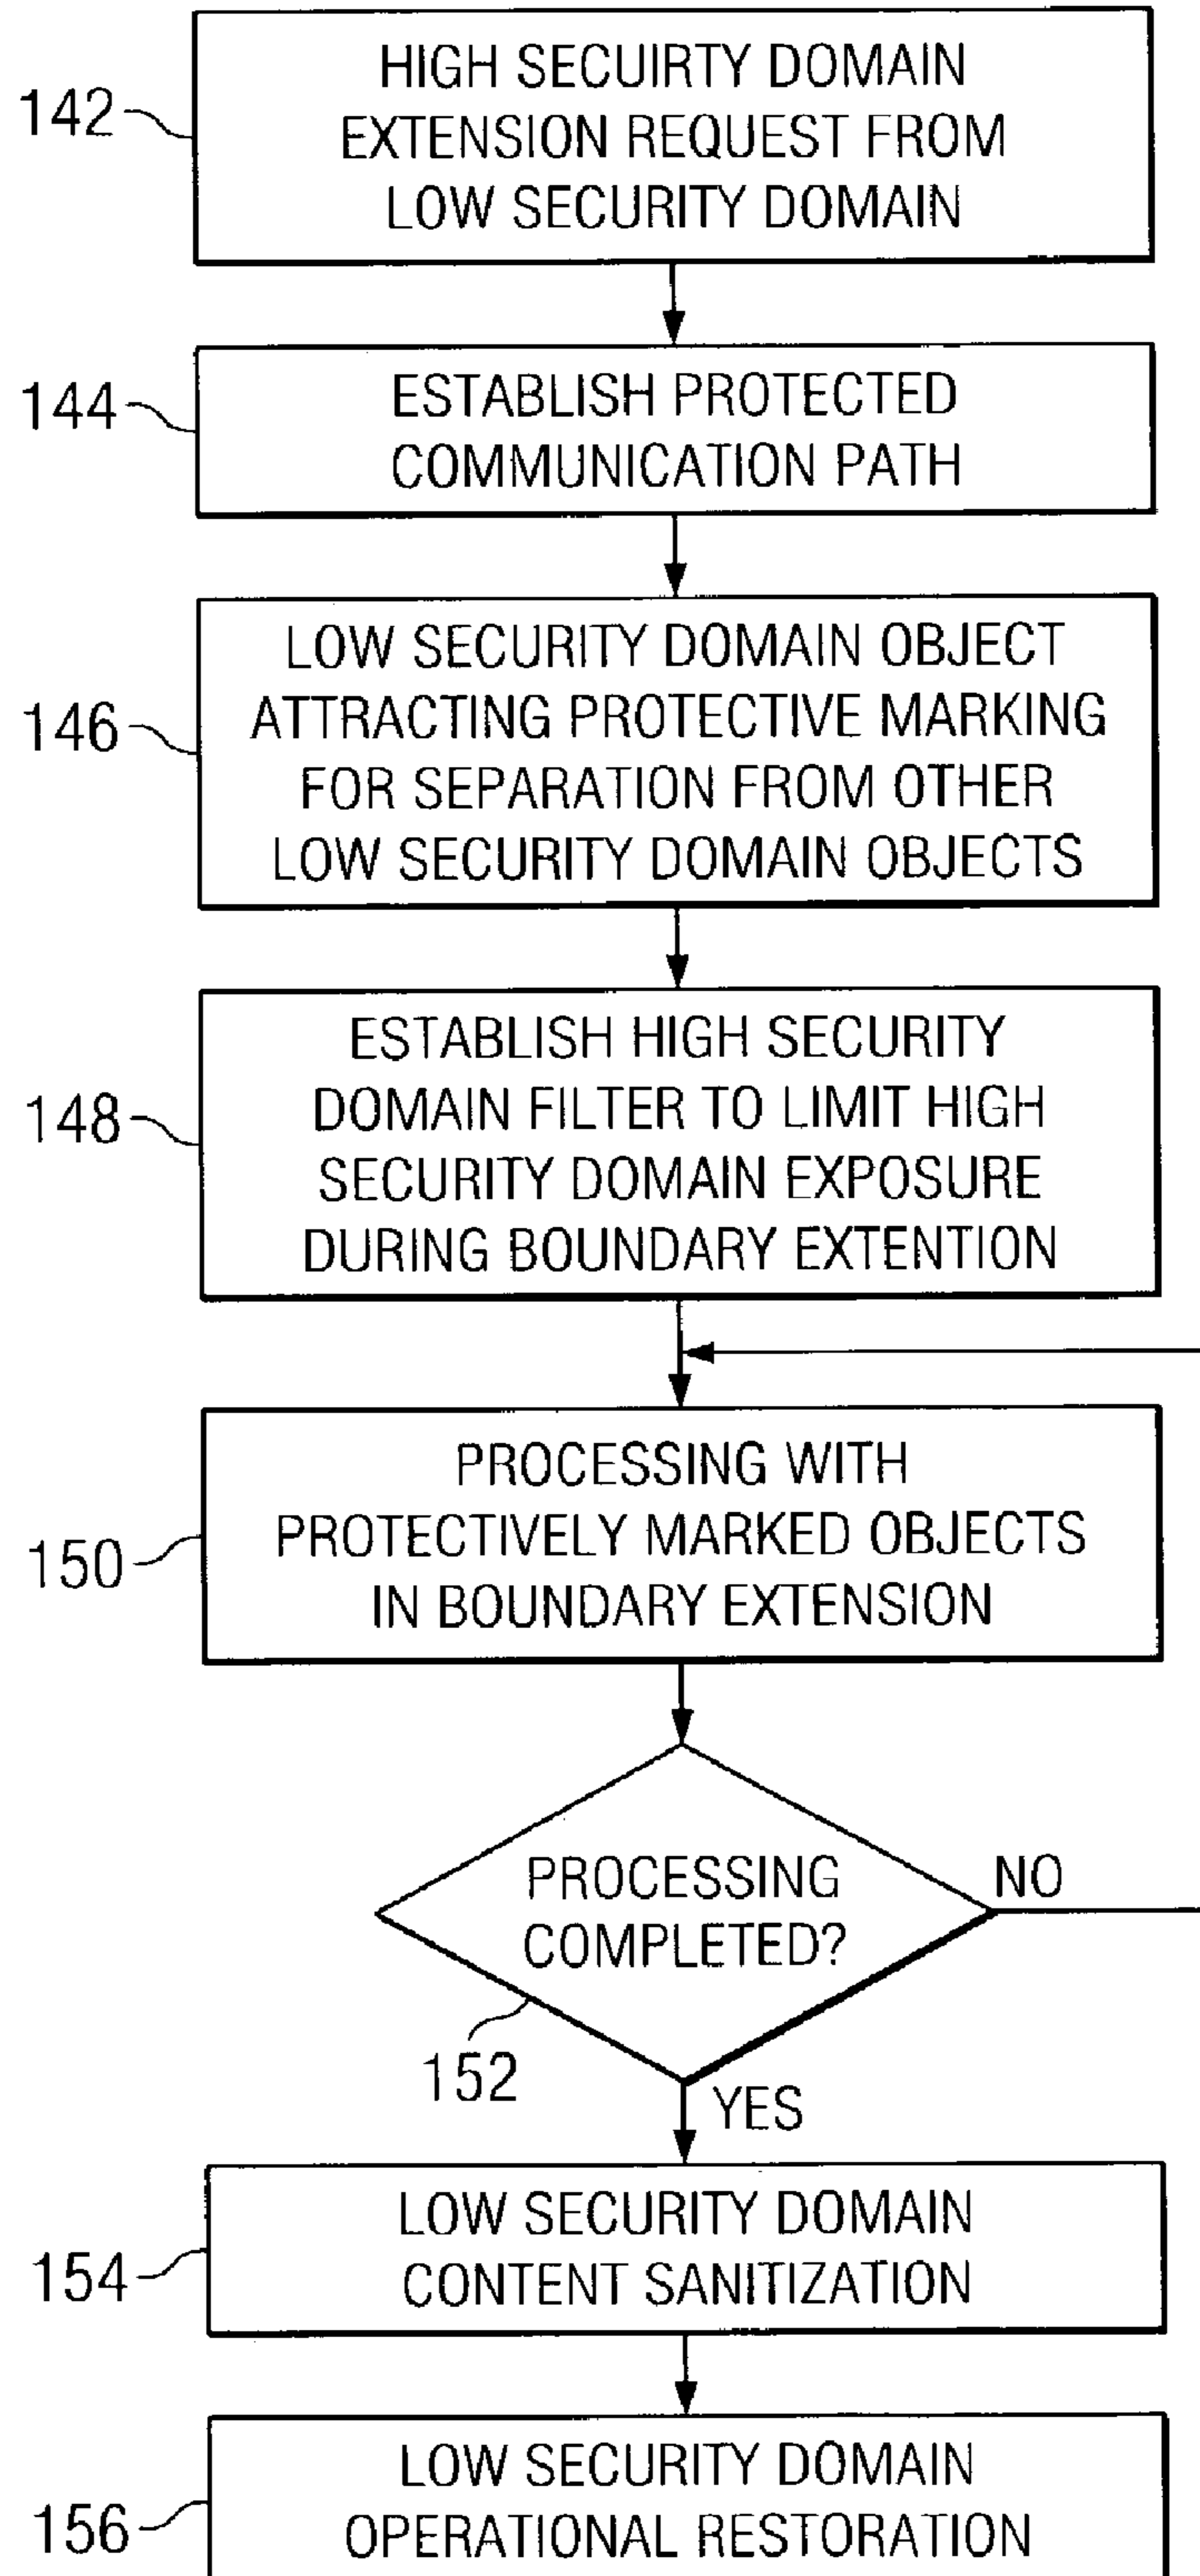 142
HIGH SECUIRTY DOMAIN
EXTENSION REQUEST FROM
LOW SECURITY DOMAIN
144
ESTABLISH PROTECTED
COMMUNICATION PATH
146
LOW SECURITY DOMAIN OBJECT
ATTRACTING PROTECTIVE MARKING
FOR SEPARATION FROM OTHER
LOW SECURITY DOMAIN OBJECTS
148
ESTABLISH HIGH SECURITY
DOMAIN FILTER TO LIMIT HIGH
SECURITY DOMAIN EXPOSURE
DURING BOUNDARY EXTENTION
150
PROCESSING WITH
PROTECTIVELY MARKED OBJECTS
IN BOUNDARY EXTENSION
PROCESSING
COMPLETED?
NO
152
YES
154
LOW SECURITY DOMAIN
CONTENT SANITIZATION
156
LOW SECURITY DOMAIN
OPERATIONAL RESTORATION